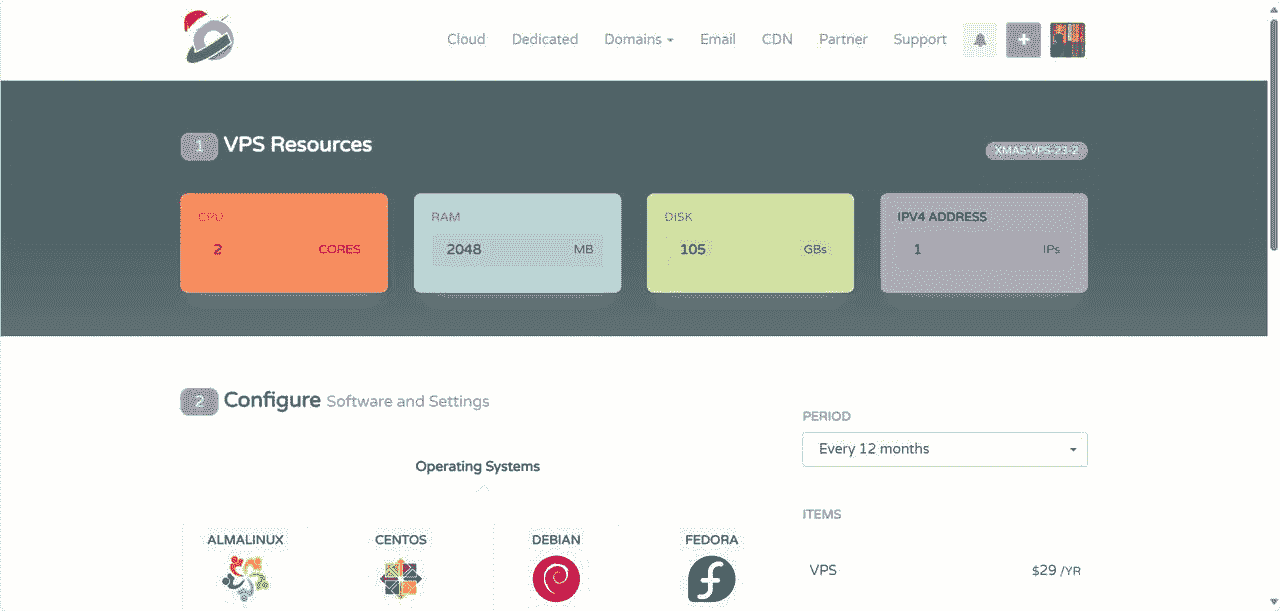 Cloud Dedicated Domains Email CDN Partner Support +
1 VPS Resources
XMAS-VPS-23-2
CPU RAM DISK IPV4 ADDRESS
2 CORES 2048 MB 105 GBs 1 IPs
2 Configure Software and Settings
PERIOD
Every 12 months
Operating Systems
ITEMS
ALMALINUX CENTOS DEBIAN FEDORA
VPS $29 /YR